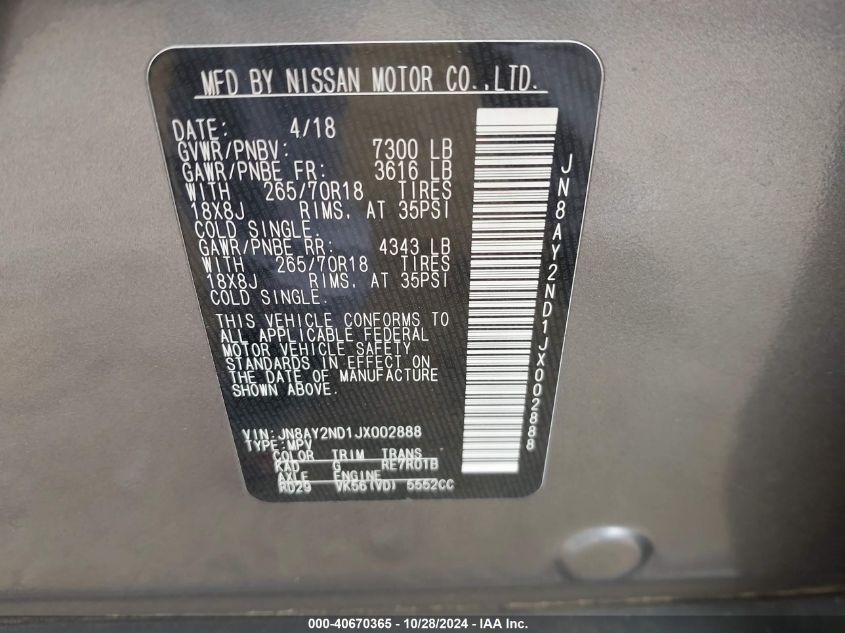 MFD BY NISSAN MOTOR CO.,LTD.
DATE: 4/18
GVWR/PNBV: 7300 LB
GAWR/PNBE FR: 3616 LB
WITH 265/70R18 TIRES
18X8J RIMS, AT 35PSI
COLD SINGLE.
GAWR/PNBE RR: 4343 LB
WITH 265/70R18 TIRES
18X8J RIMS, AT 35PSI
COLD SINGLE.
THIS VEHICLE CONFORMS TO
ALL APPLICABLE FEDERAL
MOTOR VEHICLE SAFETY
STANDARDS IN EFFECT ON
THE DATE OF MANUFACTURE
SHOWN ABOVE.
VIN:JN8AY2ND1JX002888
TYPE:MPV
COLOR TRIM TRANS
KAD G RE7R01B
AXLE ENGINE
RD29 VK56(VD) 5552CC
JN8AY2ND1JX002888
000-40670365 - 10/28/2024 - IAA Inc.